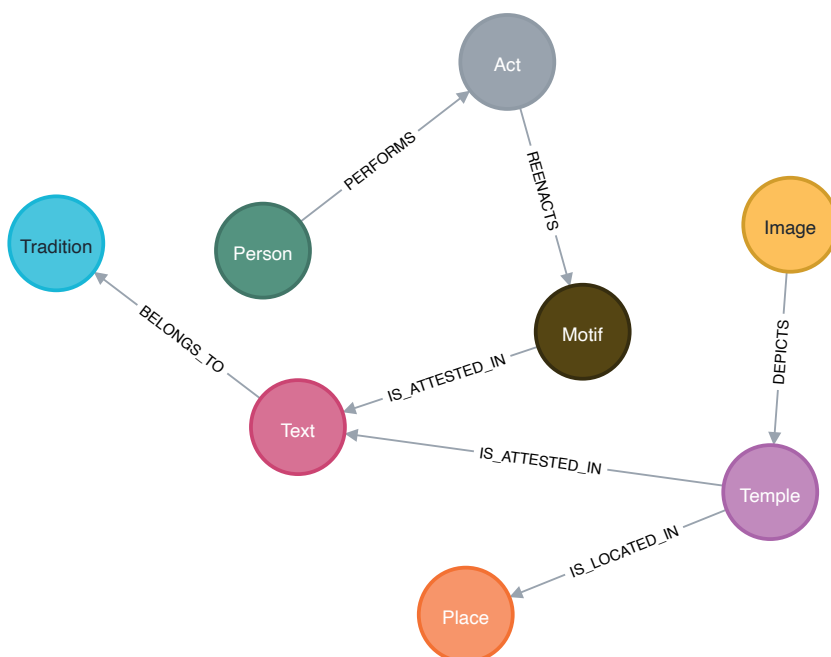 Act
PERFORMS
REENACTS
Image
Tradition
Person
DEPICTS
Motif
BELONGS_TO
IS_ATTESTED_IN
Text
IS_ATTESTED_IN
Temple
IS_LOCATED_IN
Place